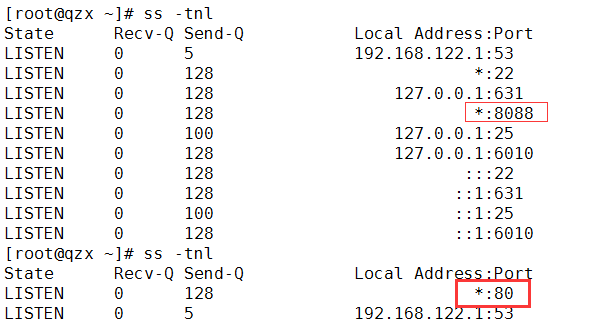 [root@qzx ~]# ss -tnl
State Recv-Q Send-Q Local Address:Port
LISTEN 0 5 192.168.122.1:53
LISTEN 0 128 *:22
LISTEN 0 128 127.0.0.1:631
LISTEN 0 128 *:8088
LISTEN 0 100 127.0.0.1:25
LISTEN 0 128 127.0.0.1:6010
LISTEN 0 128 :::22
LISTEN 0 128 ::1:631
LISTEN 0 100 ::1:25
LISTEN 0 128 ::1:6010
[root@qzx ~]# ss -tnl
State Recv-Q Send-Q Local Address:Port
LISTEN 0 128 *:80
LISTEN 0 5 192.168.122.1:53